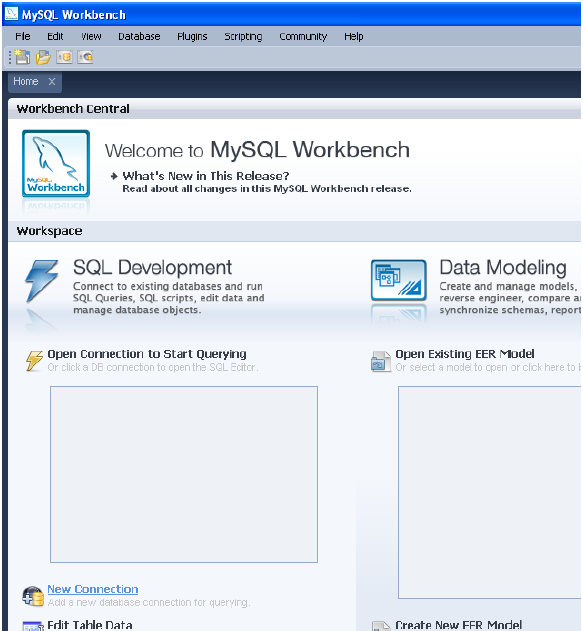 MySQL Workbench
File Edit View Database Plugins Scripting Community Help
Home X
Workbench Central
MySQL
Workbench
Welcome to MySQL Workbench
What's New in This Release?
Read about all changes in this MySQL Workbench release.
Workspace
SQL Development
Connect to existing databases and run
SQL Queries, SQL scripts, edit data and
manage database objects.
Data Modeling
Create and manage models,
reverse engineer, compare a
synchronize schemas, report
Open Connection to Start Querying
Or click a DB connection to open the SQL Editor.
Open Existing EER Model
Or select a model to open or click here to
New Connection
Add a new database connection for querying.
Edit Table Data
Create New EER Model